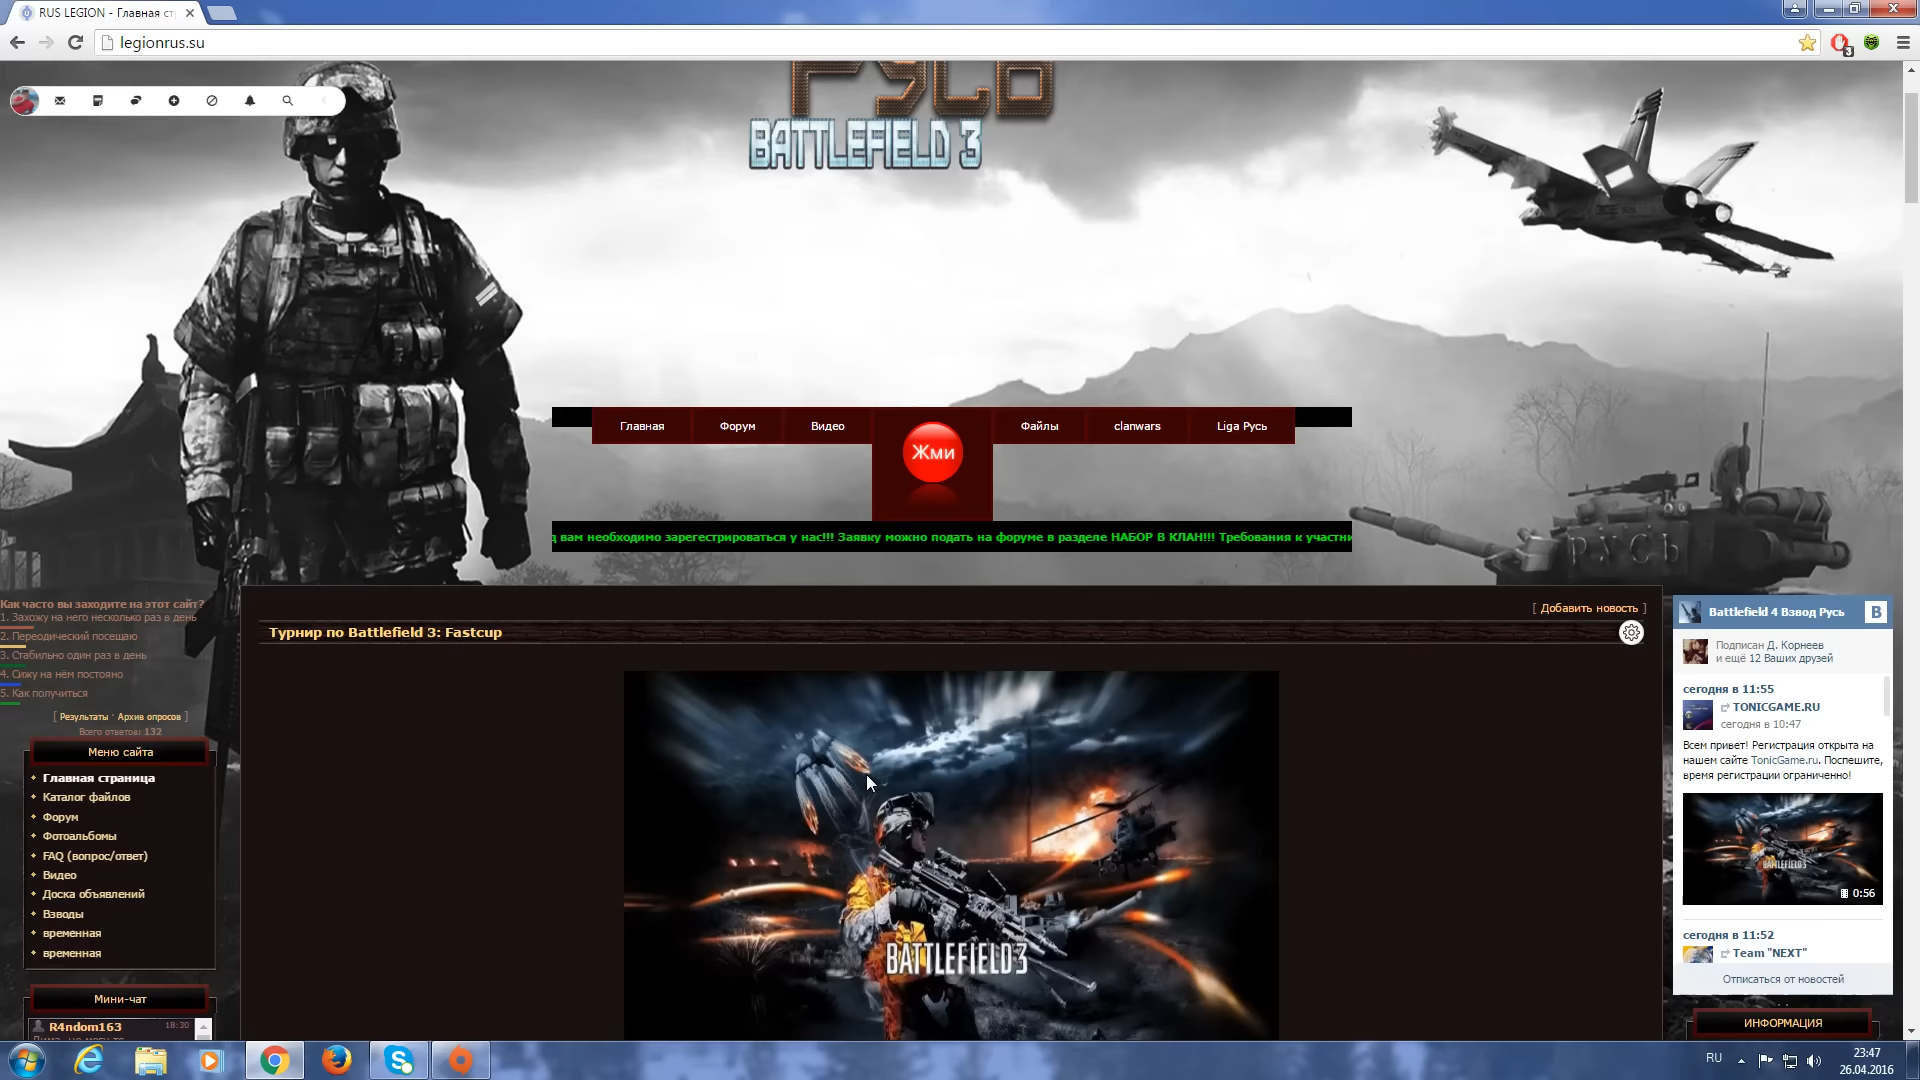 RUS LEGION - Главная ст
legionrus.su
3
BATTLEFIELD 3
Главная
Форум
Видео
Жми
Файлы
clanwars
Liga Русь
вам необходимо зарегестрироваться у нас!!! Заявку можно подать на форуме в разделе НАБОР В КЛАН!!! Требования к участни
РУСЬ
Как часто вы заходите на этот сайт?
1. Захожу на него несколько раз в день
2. Переодический посещаю
3. Стабильно один раз в день
4. Сижу на нём постояно
5. Как получиться
[ Результаты · Архив опросов ]
Всего ответов: 132
Меню сайта
Главная страница
Каталог файлов
Форум
Фотоальбомы
FAQ (вопрос/ответ)
Видео
Доска объявлений
Взводы
временная
временная
Мини-чат
R4ndom163
18:30
[ Добавить новость ]
Турнир по Battlefield 3: Fastcup
BATTLEFIELD 3
Battlefield 4 Взвод Русь
B
Подписан Д. Корнеев
и ещё 12 Ваших друзей
сегодня в 11:55
TONICGAME.RU
сегодня в 10:47
Всем привет! Регистрация открыта на
нашем сайте TonicGame.ru. Поспешите,
время регистрации ограниченно!
BATTLEFIELD3
0:56
сегодня в 11:52
Team "NEXT"
Отписаться от новостей
ИНФОРМАЦИЯ
RU
23:47
26.04.2016